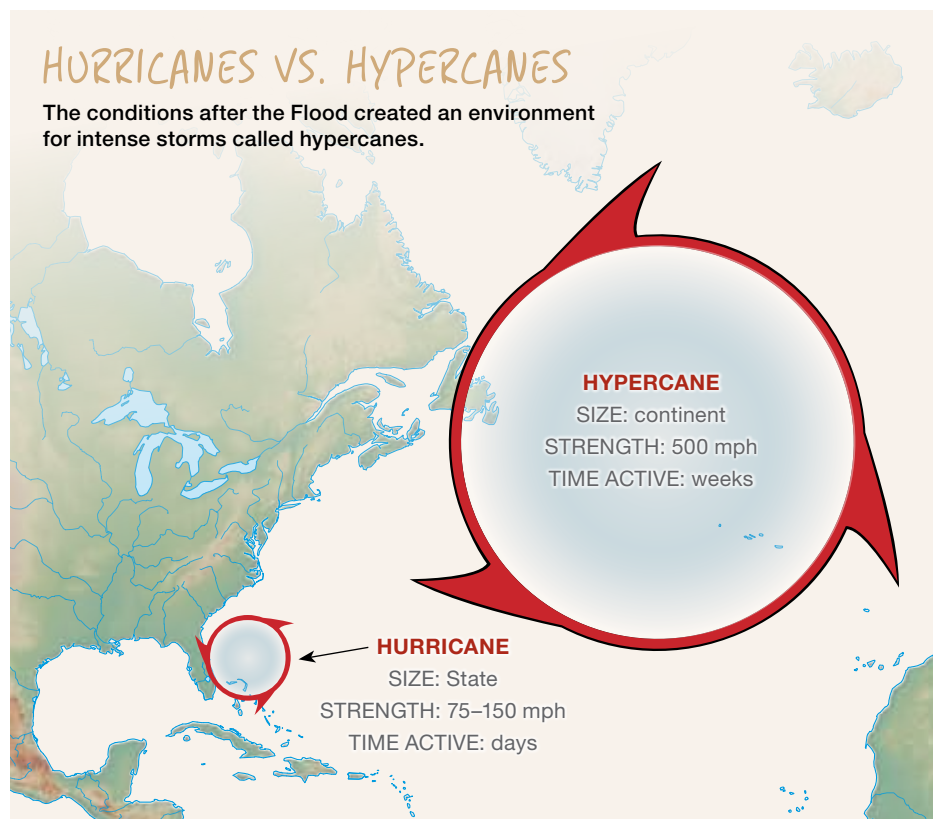 HURRICANES VS. HYPERCANES
The conditions after the Flood created an environment
for intense storms called hypercanes.
HYPERCANE
SIZE: continent
STRENGTH: 500 mph
TIME ACTIVE: weeks
HURRICANE
SIZE: State
STRENGTH: 75–150 mph
TIME ACTIVE: days